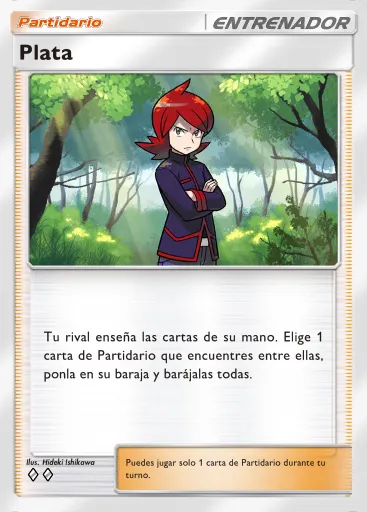 Partidario
ENTRENADOR
Plata
Tu rival enseña las cartas de su mano. Elige 1
carta de Partidario que encuentres entre ellas,
ponla en su baraja y barájalas todas.
Ilus. Hideki Ishikawa
Puedes jugar solo 1 carta de Partidario durante tu
turno.